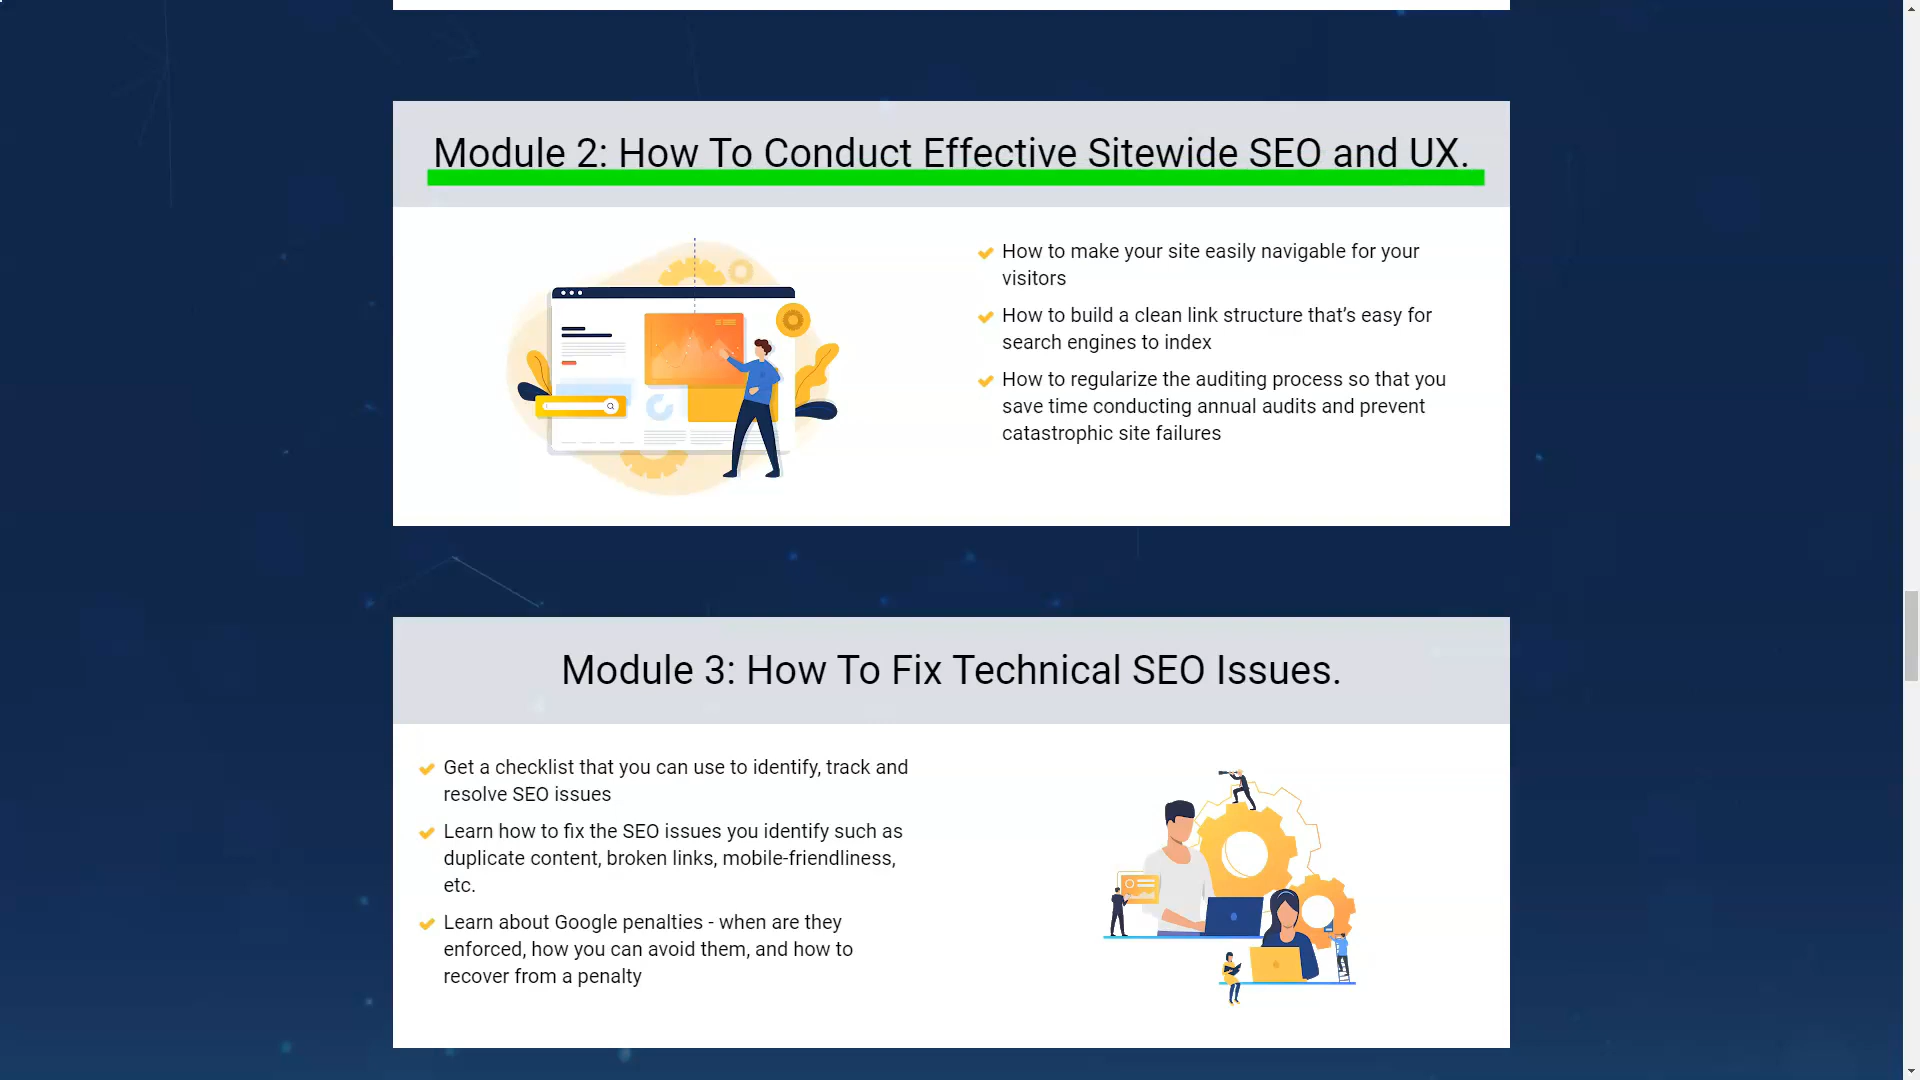 Module 2: How To Conduct Effective Sitewide SEO and UX.
How to make your site easily navigable for your
visitors
How to build a clean link structure that’s easy for
search engines to index
How to regularize the auditing process so that you
save time conducting annual audits and prevent
catastrophic site failures
Module 3: How To Fix Technical SEO Issues.
Get a checklist that you can use to identify, track and
resolve SEO issues
Learn how to fix the SEO issues you identify such as
duplicate content, broken links, mobile-friendliness,
etc.
Learn about Google penalties - when are they
enforced, how you can avoid them, and how to
recover from a penalty